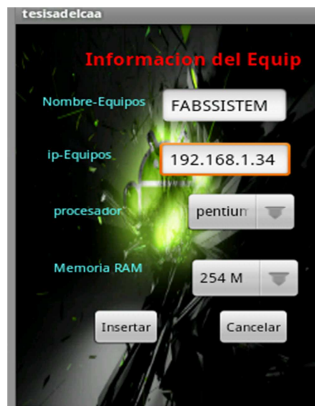 tesisadelcaa
Informacion del Equip
Nombre-Equipos FABSSISTEM
ip-Equipos 192.168.1.34
procesador pentium
Memoria RAM 254 M
Insertar Cancelar